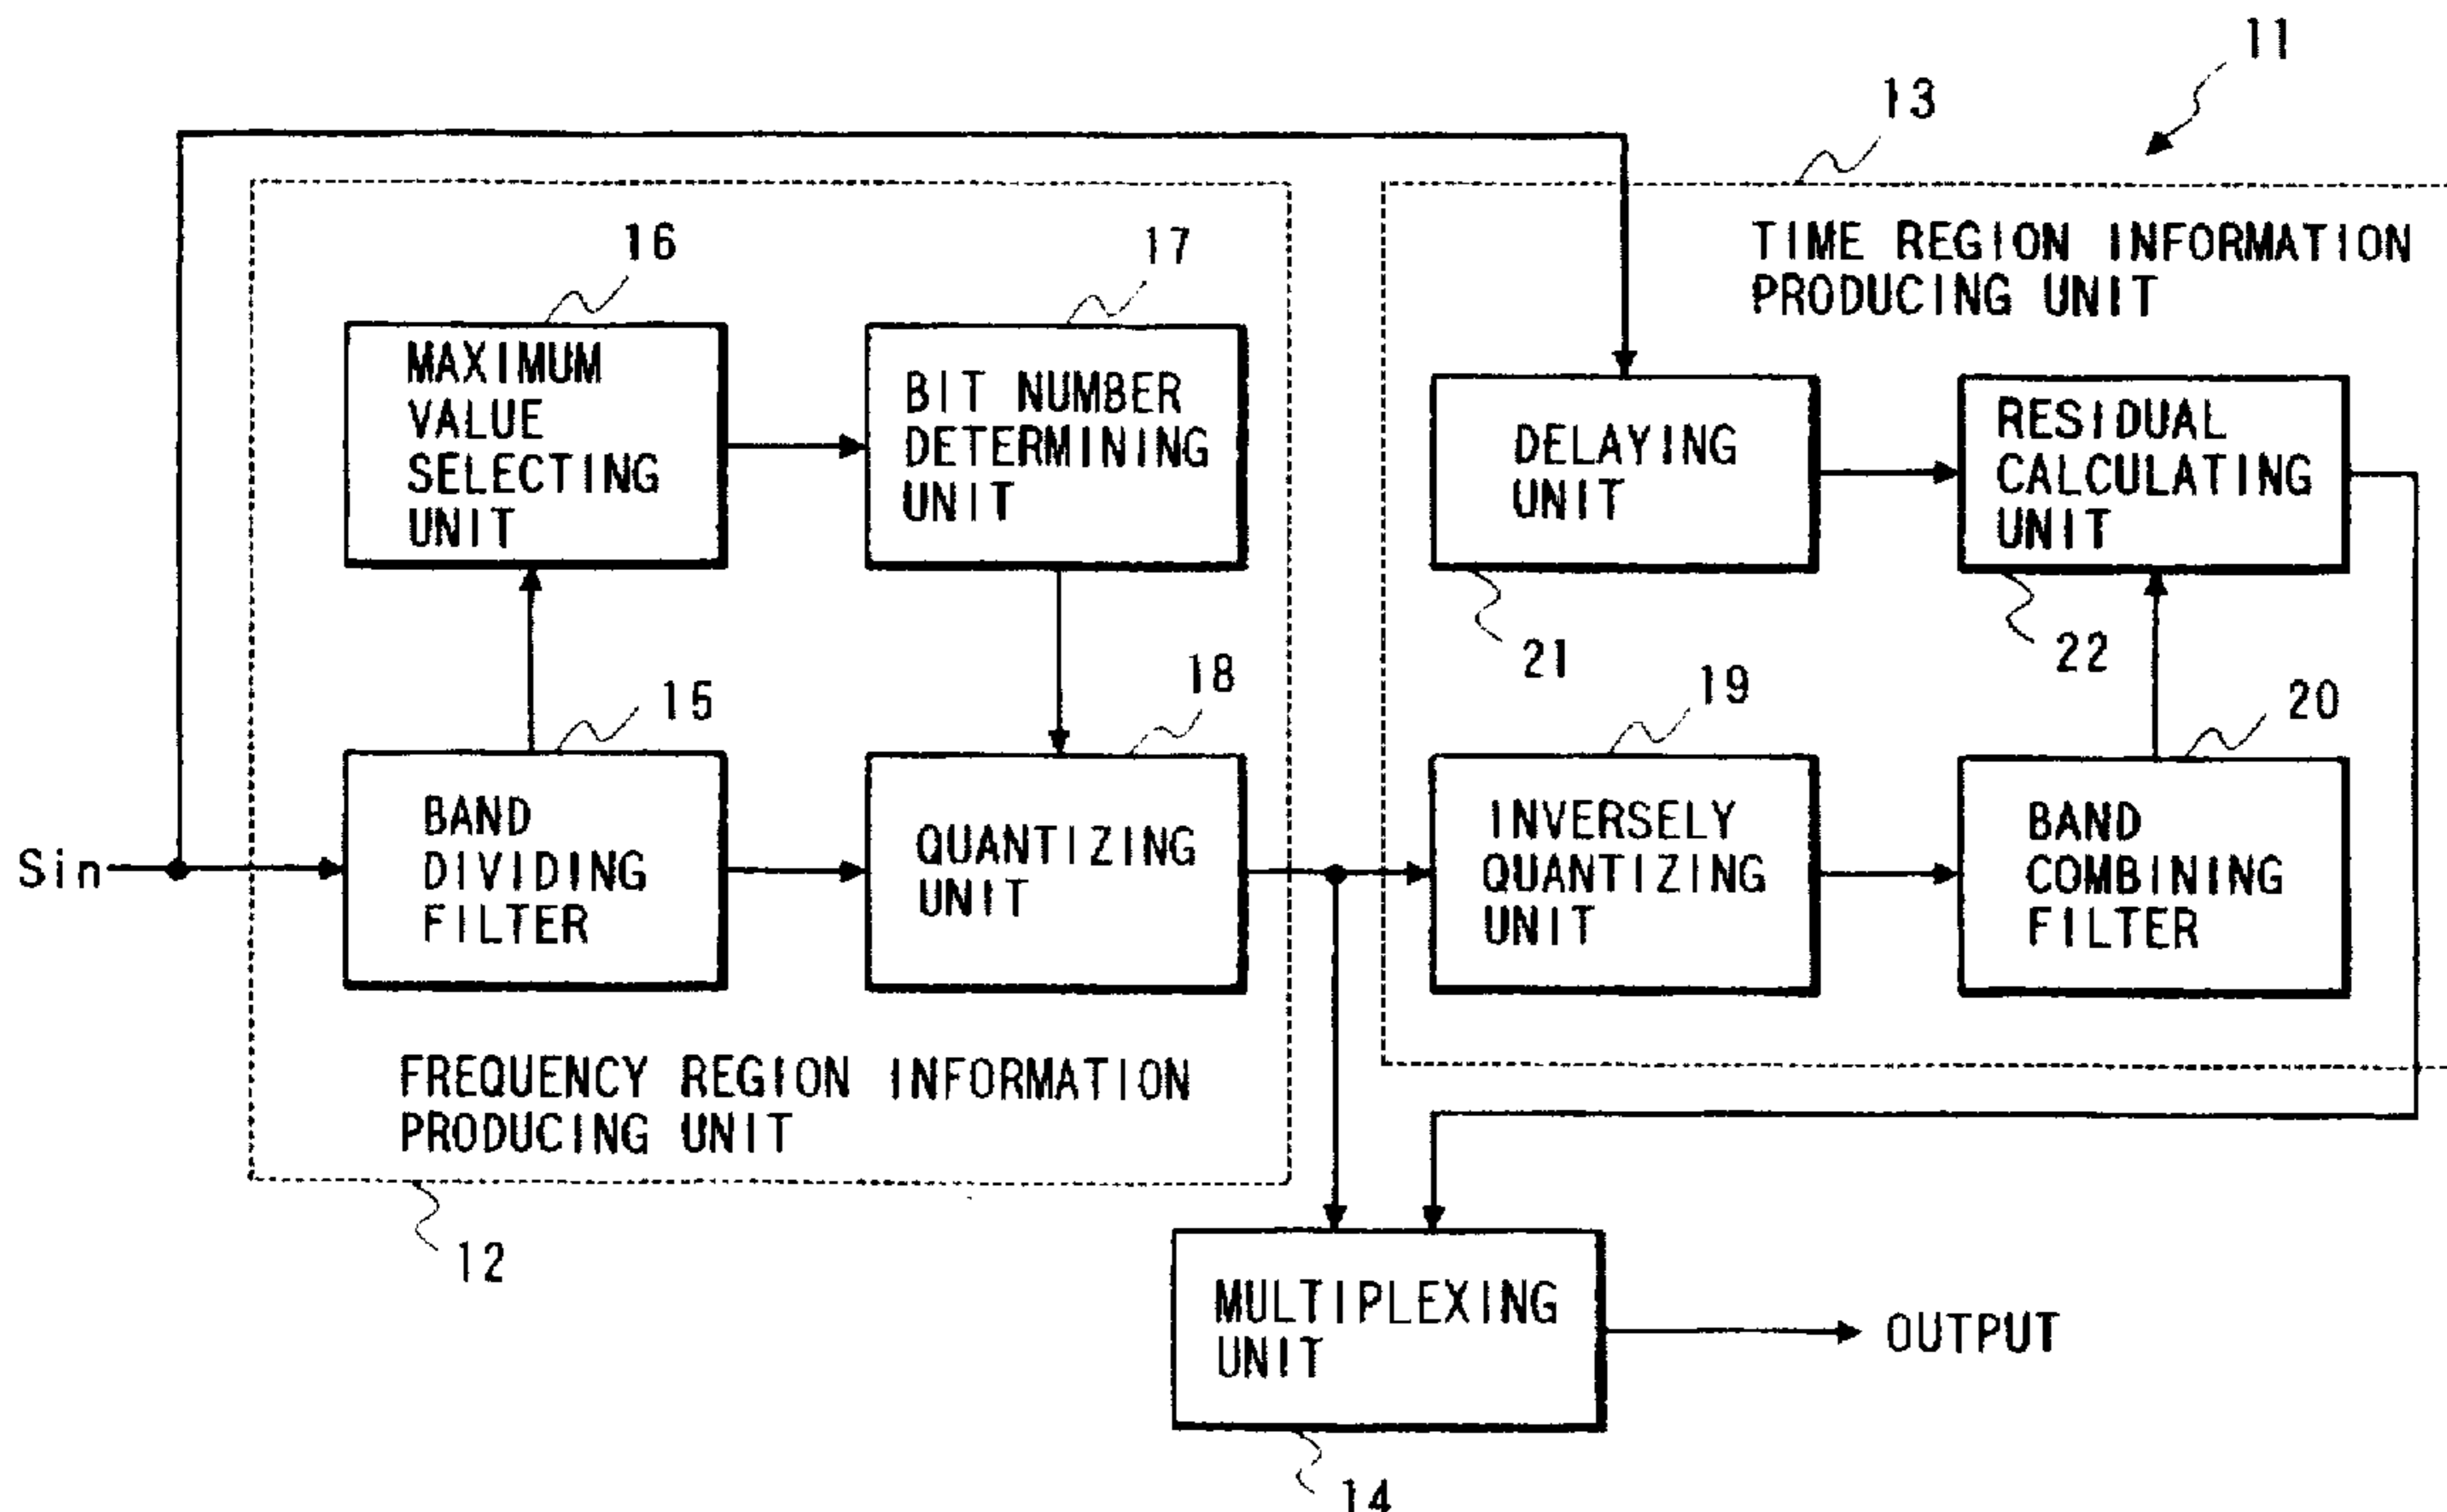 11
13
TIME REGION INFORMATION
PRODUCING UNIT
16
17
MAXIMUM
VALUE
SELECTING
UNIT
BIT NUMBER
DETERMINING
UNIT
DELAYING
UNIT
RESIDUAL
CALCULATING
UNIT
21
22
15
18
19
20
Sin
BAND
DIVIDING
FILTER
QUANTIZING
UNIT
INVERSELY
QUANTIZING
UNIT
BAND
COMBINING
FILTER
FREQUENCY REGION INFORMATION
PRODUCING UNIT
12
MULTIPLEXING
UNIT
OUTPUT
14